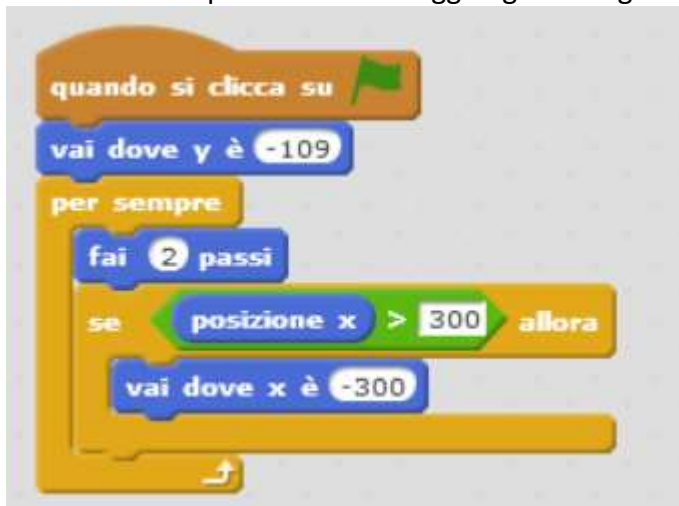 quando si clicca su
vai dove y è -109
per sempre
fai 2 passi
se posizione x > 300 allora
vai dove x è -300